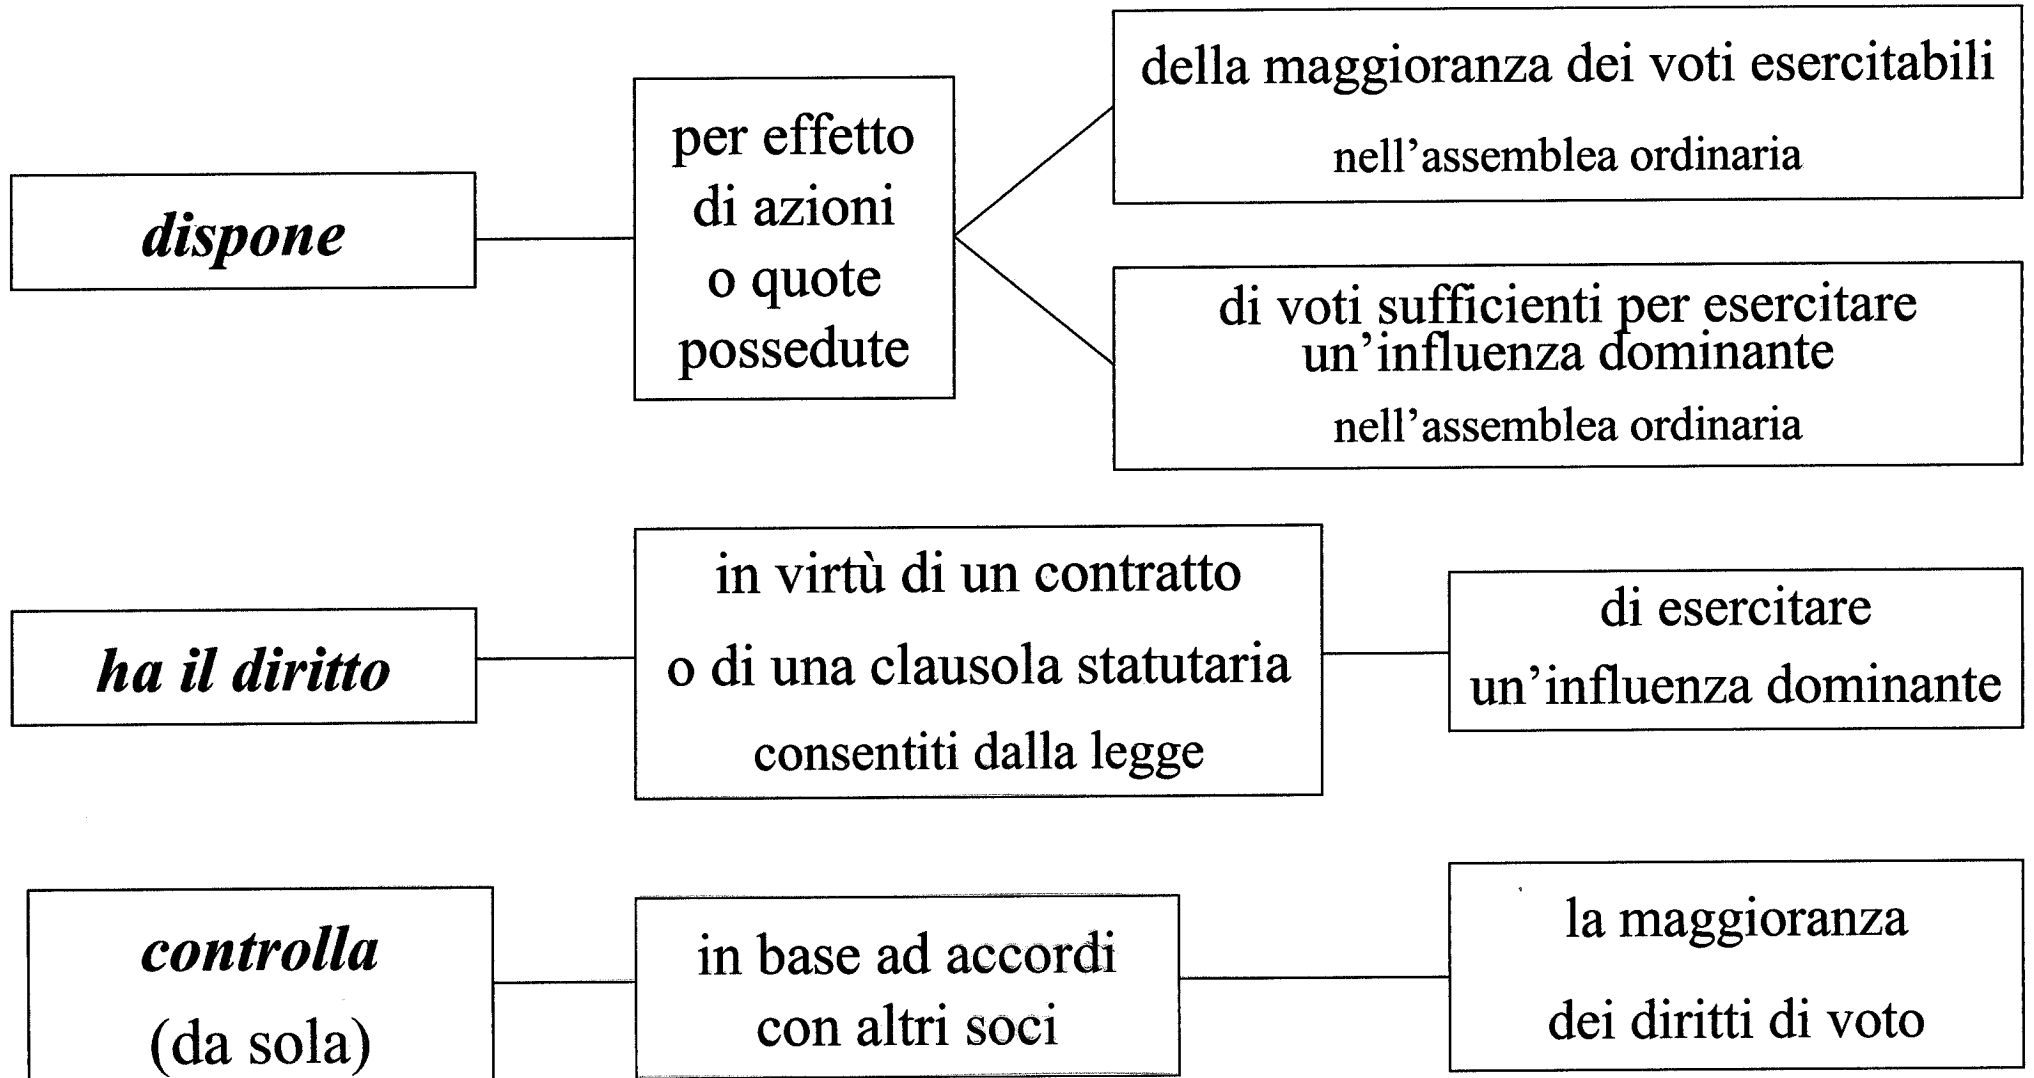 dispone
per effetto
di azioni
o quote
possedute
della maggioranza dei voti esercitabili
nell’assemblea ordinaria
di voti sufficienti per esercitare
un’influenza dominante
nell’assemblea ordinaria
ha il diritto
in virtù di un contratto
o di una clausola statutaria
consentiti dalla legge
di esercitare
un’influenza dominante
controlla
(da sola)
in base ad accordi
con altri soci
la maggioranza
dei diritti di voto